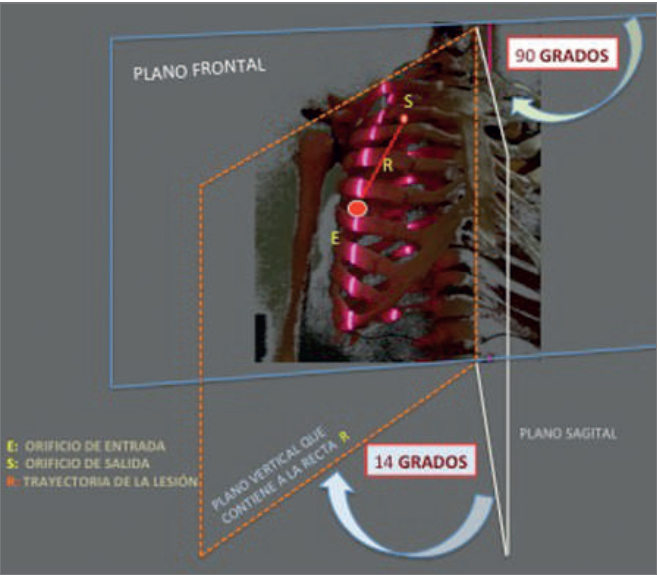 PLANO FRONTAL
90 GRADOS
S
R
E
E: ORIFICIO DE ENTRADA
S: ORIFICIO DE SALIDA
R: TRAYECTORIA DE LA LESIÓN
PLANO VERTICAL QUE
CONTIENE A LA RECTA R
14 GRADOS
PLANO SAGITAL